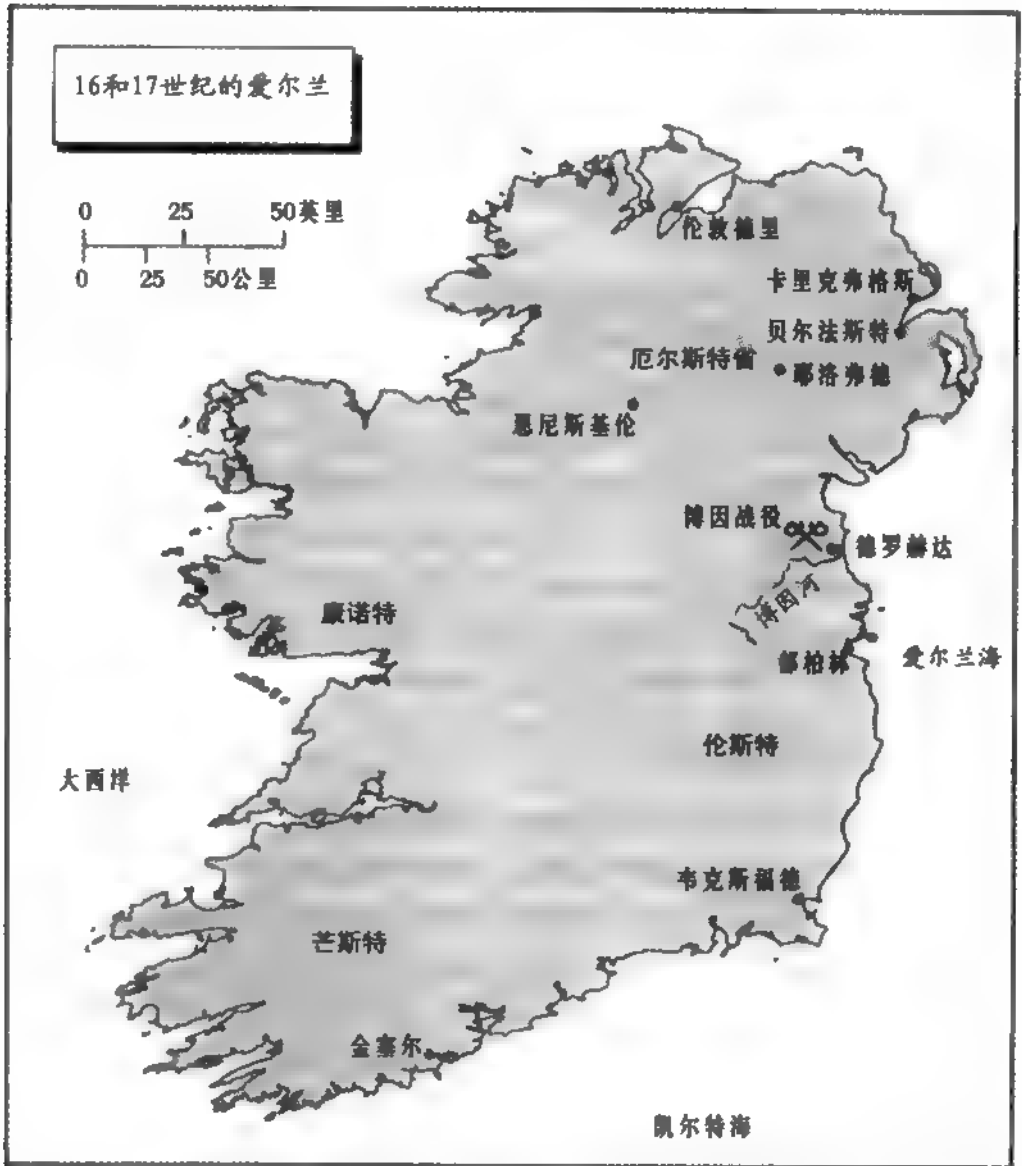 16和17世纪的爱尔兰
0 25 50英里
0 25 50公里
伦敦德里
卡里克弗格斯
贝尔法斯特
厄尔斯特省
耶洛弗德
恩尼斯基伦
博因战役
德罗赫达
博因河
康诺特
都柏林
爱尔兰海
伦斯特
大西洋
韦克斯福德
芒斯特
金塞尔
凯尔特海